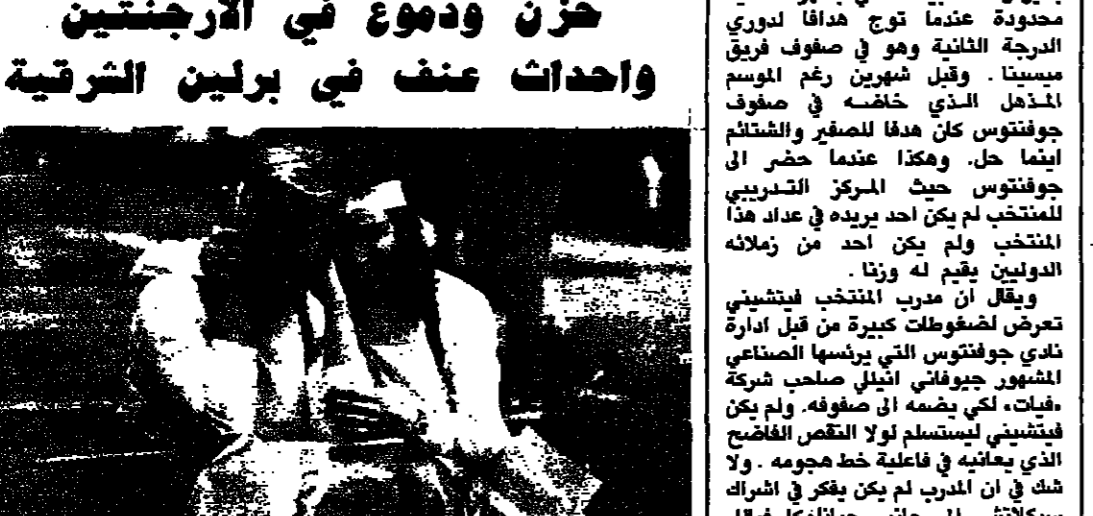 حزن ودموع في الارجنتين
واحداث عنف في برلين الشرقية
محدودة عندما توج هدافا لدوري
الدرجة الثانية وهو في صفوف فريق
ميسينا . وقبل شهرين رغم الموسم
المذهل الذي خاضه في صفوف
جوفنتوس كان هدفا للصفير والشتائم
اينما حل. وهكذا عندما حضر الى
جوفنتوس حيث المركز التدريبي
للمنتخب لم يكن احد يريده في عداد هذا
المنتخب ولم يكن احد من زملائه
الدوليين يقيم له وزنا .
ويقال ان مدرب المنتخب فيتشيني
تعرض لضغوطات كبيرة من قبل ادارة
نادي جوفنتوس التي يرئسها الصناعي
المشهور جيوفاني انيللي صاحب شركة
«فيات» لكي يضمه الى صفوفه. ولم يكن
فيتشيني ليستسلم لولا النقص الفاضح
الذي يعانيه في فاعلية خط هجومه . ولا
شك في ان المدرب لم يكن يفكر في اشراك